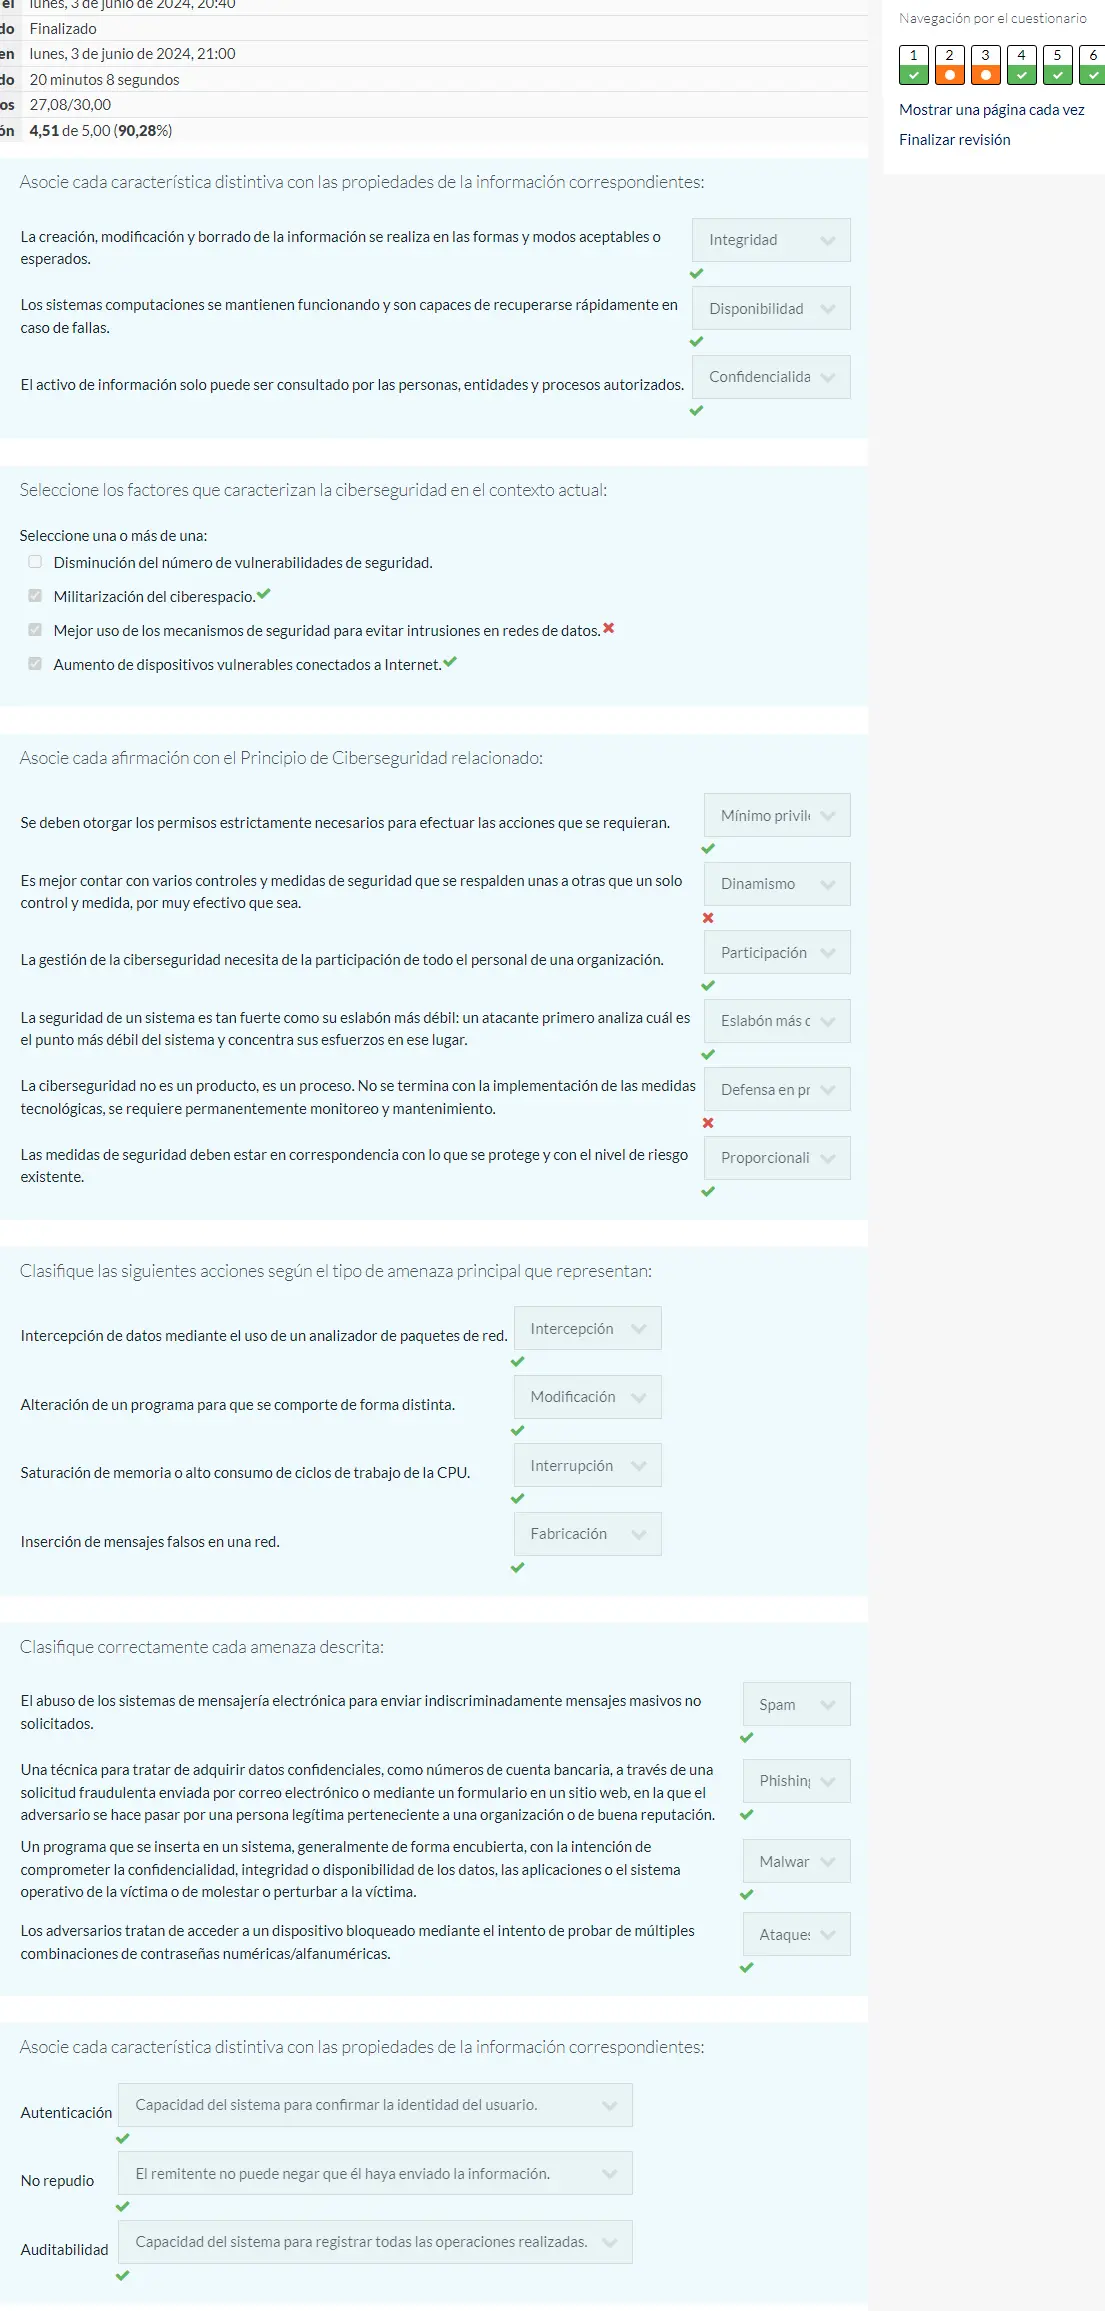 el lunes, 3 de junio de 2024, 20:40
do Finalizado
en lunes, 3 de junio de 2024, 21:00
do 20 minutos 8 segundos
os 27,08/30,00
ón 4,51 de 5,00 (90,28%)
Navegación por el cuestionario
1 2 3 4 5 6
Mostrar una página cada vez
Finalizar revisión
Asocie cada característica distintiva con las propiedades de la información correspondientes:
La creación, modificación y borrado de la información se realiza en las formas y modos aceptables o
esperados.
Integridad
Los sistemas computaciones se mantienen funcionando y son capaces de recuperarse rápidamente en
caso de fallas.
Disponibilidad
El activo de información solo puede ser consultado por las personas, entidades y procesos autorizados.
Confidencialida
Seleccione los factores que caracterizan la ciberseguridad en el contexto actual:
Seleccione una o más de una:
Disminución del número de vulnerabilidades de seguridad.
Militarización del ciberespacio.
Mejor uso de los mecanismos de seguridad para evitar intrusiones en redes de datos.
Aumento de dispositivos vulnerables conectados a Internet.
Asocie cada afirmación con el Principio de Ciberseguridad relacionado:
Se deben otorgar los permisos estrictamente necesarios para efectuar las acciones que se requieran.
Mínimo privil
Es mejor contar con varios controles y medidas de seguridad que se respalden unas a otras que un solo
control y medida, por muy efectivo que sea.
Dinamismo
La gestión de la ciberseguridad necesita de la participación de todo el personal de una organización.
Participación
La seguridad de un sistema es tan fuerte como su eslabón más débil: un atacante primero analiza cuál es
el punto más débil del sistema y concentra sus esfuerzos en ese lugar.
Eslabón más d
La ciberseguridad no es un producto, es un proceso. No se termina con la implementación de las medidas
tecnológicas, se requiere permanentemente monitoreo y mantenimiento.
Defensa en pr
Las medidas de seguridad deben estar en correspondencia con lo que se protege y con el nivel de riesgo
existente.
Proporcionali
Clasifique las siguientes acciones según el tipo de amenaza principal que representan:
Intercepción de datos mediante el uso de un analizador de paquetes de red.
Intercepción
Alteración de un programa para que se comporte de forma distinta.
Modificación
Saturación de memoria o alto consumo de ciclos de trabajo de la CPU.
Interrupción
Inserción de mensajes falsos en una red.
Fabricación
Clasifique correctamente cada amenaza descrita:
El abuso de los sistemas de mensajería electrónica para enviar indiscriminadamente mensajes masivos no
solicitados.
Spam
Una técnica para tratar de adquirir datos confidenciales, como números de cuenta bancaria, a través de una
solicitud fraudulenta enviada por correo electrónico o mediante un formulario en un sitio web, en la que el
adversario se hace pasar por una persona legítima perteneciente a una organización o de buena reputación.
Phishing
Un programa que se inserta en un sistema, generalmente de forma encubierta, con la intención de
comprometer la confidencialidad, integridad o disponibilidad de los datos, las aplicaciones o el sistema
operativo de la víctima o de molestar o perturbar a la víctima.
Malwar
Los adversarios tratan de acceder a un dispositivo bloqueado mediante el intento de probar de múltiples
combinaciones de contraseñas numéricas/alfanuméricas.
Ataques
Asocie cada característica distintiva con las propiedades de la información correspondientes:
Autenticación
Capacidad del sistema para confirmar la identidad del usuario.
No repudio
El remitente no puede negar que él haya enviado la información.
Auditabilidad
Capacidad del sistema para registrar todas las operaciones realizadas.